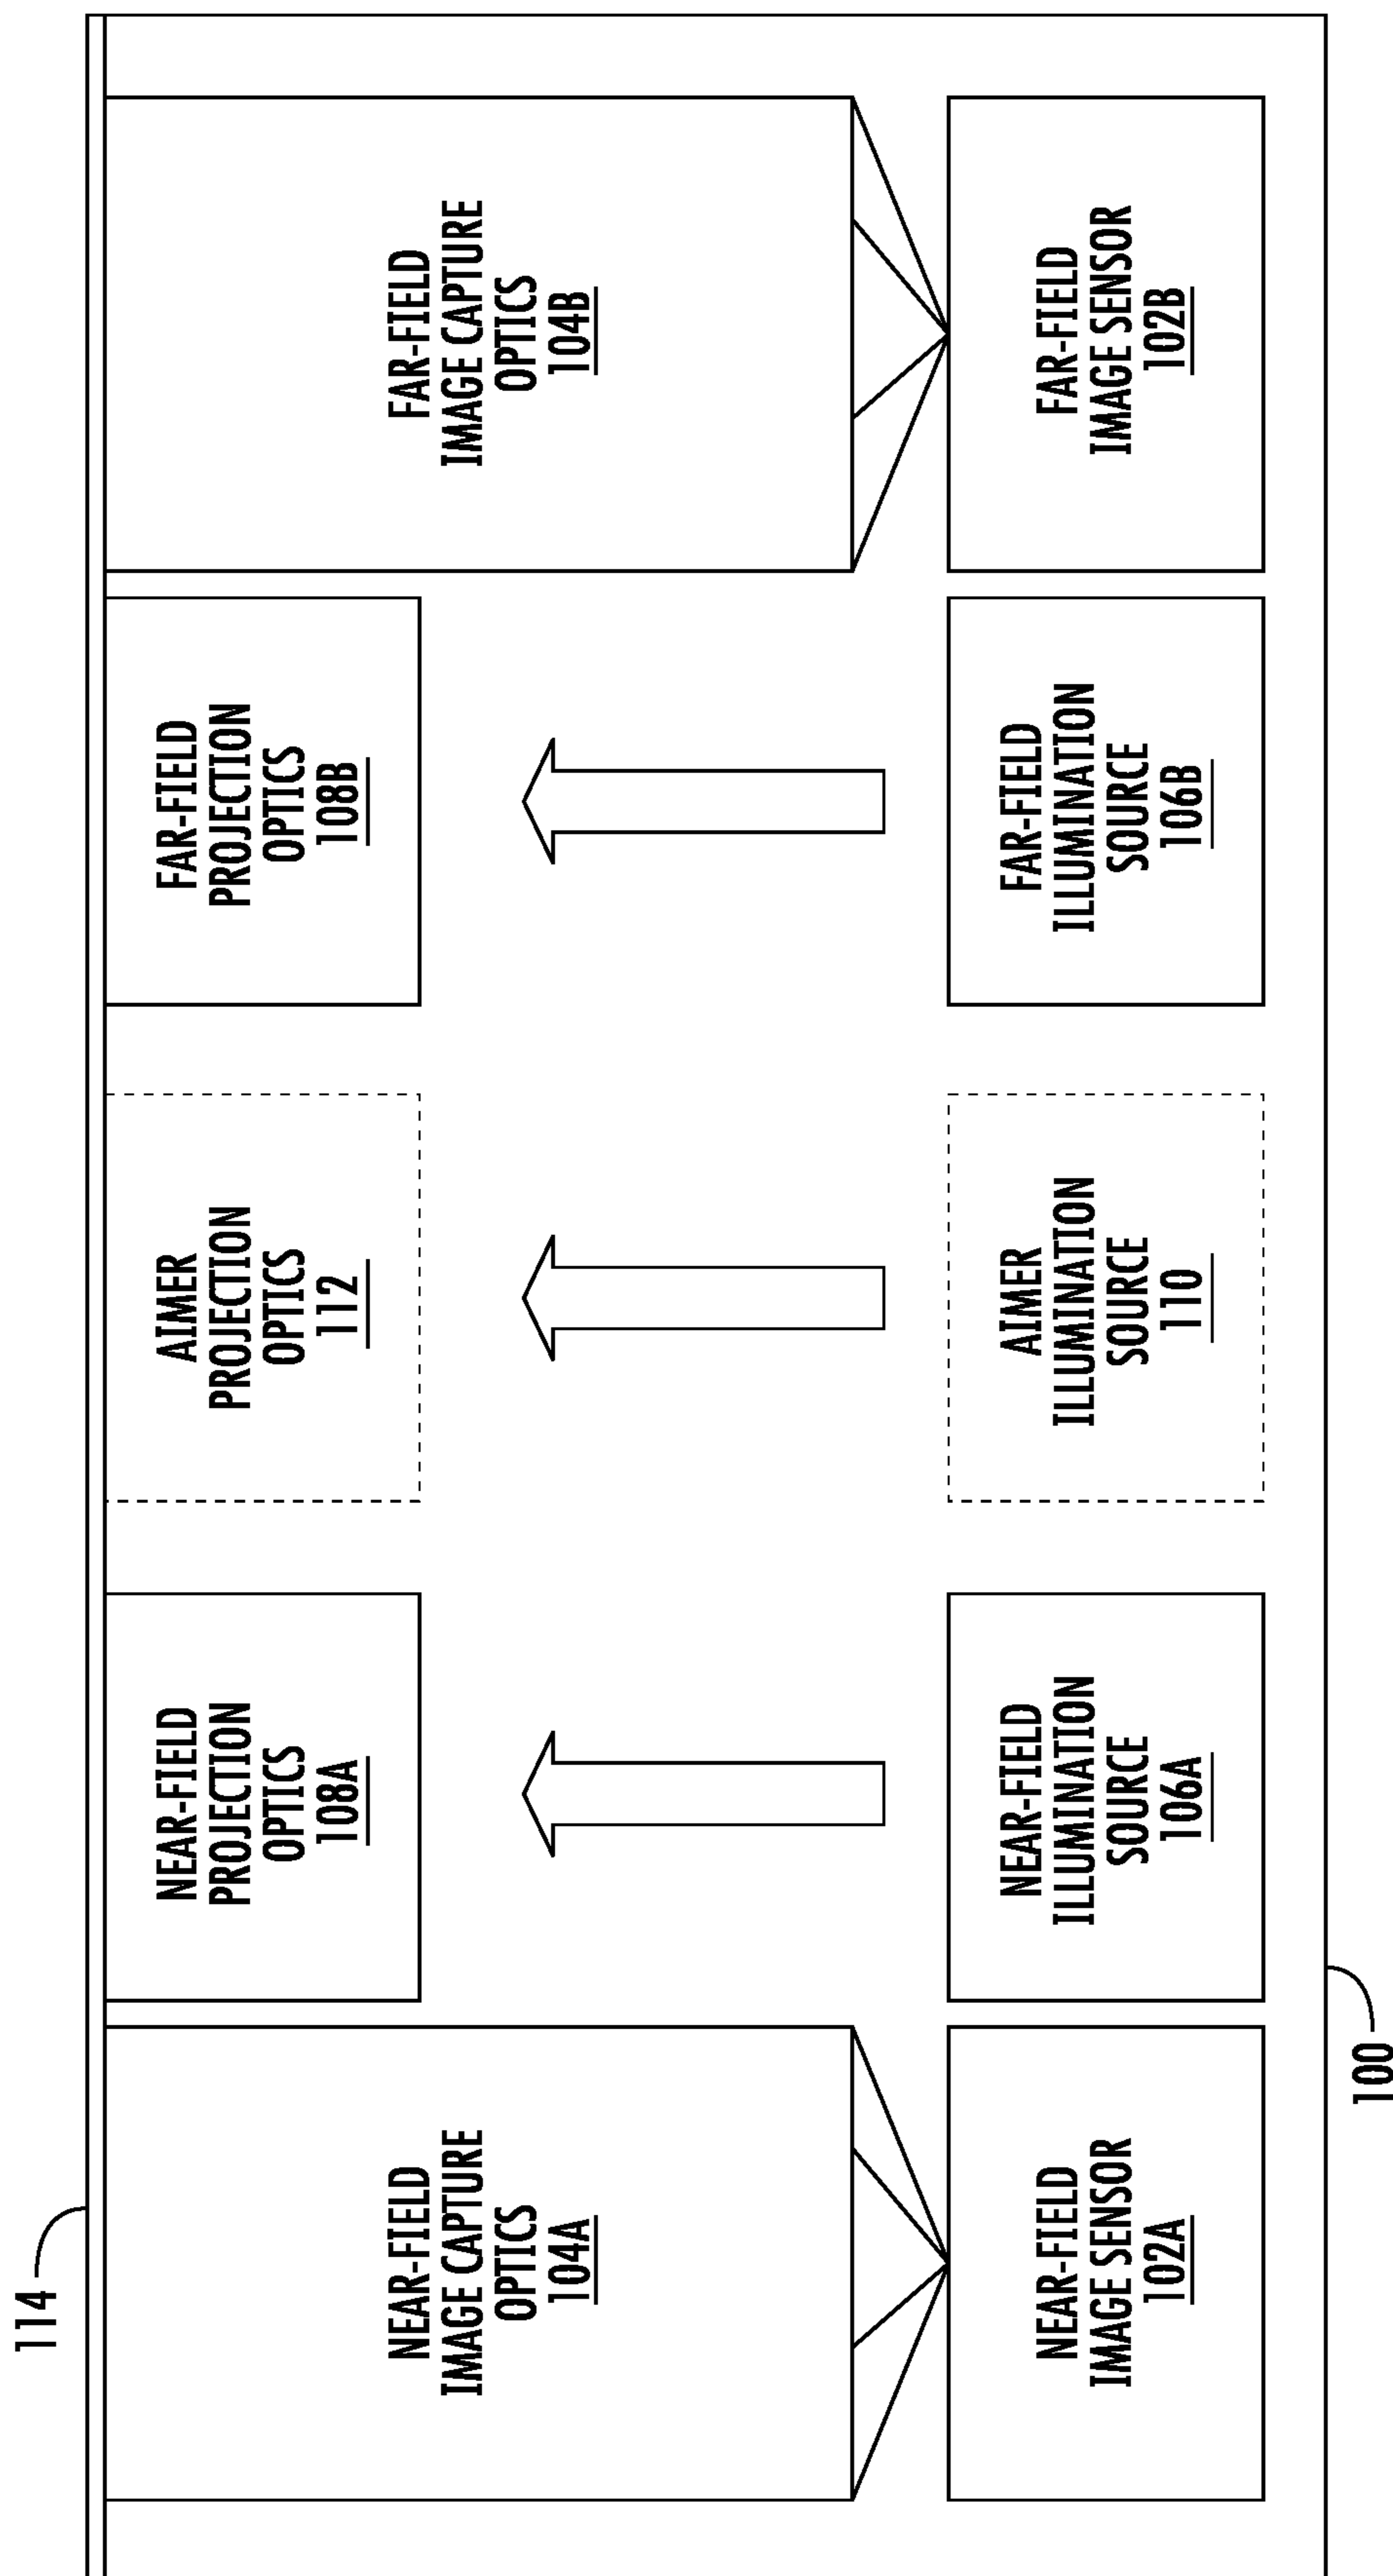 114
NEAR-FIELD
IMAGE CAPTURE
OPTICS
104A
NEAR-FIELD
PROJECTION
OPTICS
108A
AIMER
PROJECTION
OPTICS
112
FAR-FIELD
PROJECTION
OPTICS
108B
FAR-FIELD
IMAGE CAPTURE
OPTICS
104B
NEAR-FIELD
IMAGE SENSOR
102A
NEAR-FIELD
ILLUMINATION
SOURCE
106A
AIMER
ILLUMINATION
SOURCE
110
FAR-FIELD
ILLUMINATION
SOURCE
106B
FAR-FIELD
IMAGE SENSOR
102B
100